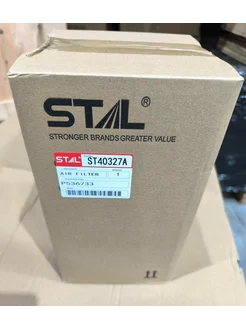 STAL®
STRONGER BRANDS GREATER VALUE
STAL ST40327A
AIR FILTER 1
P536733